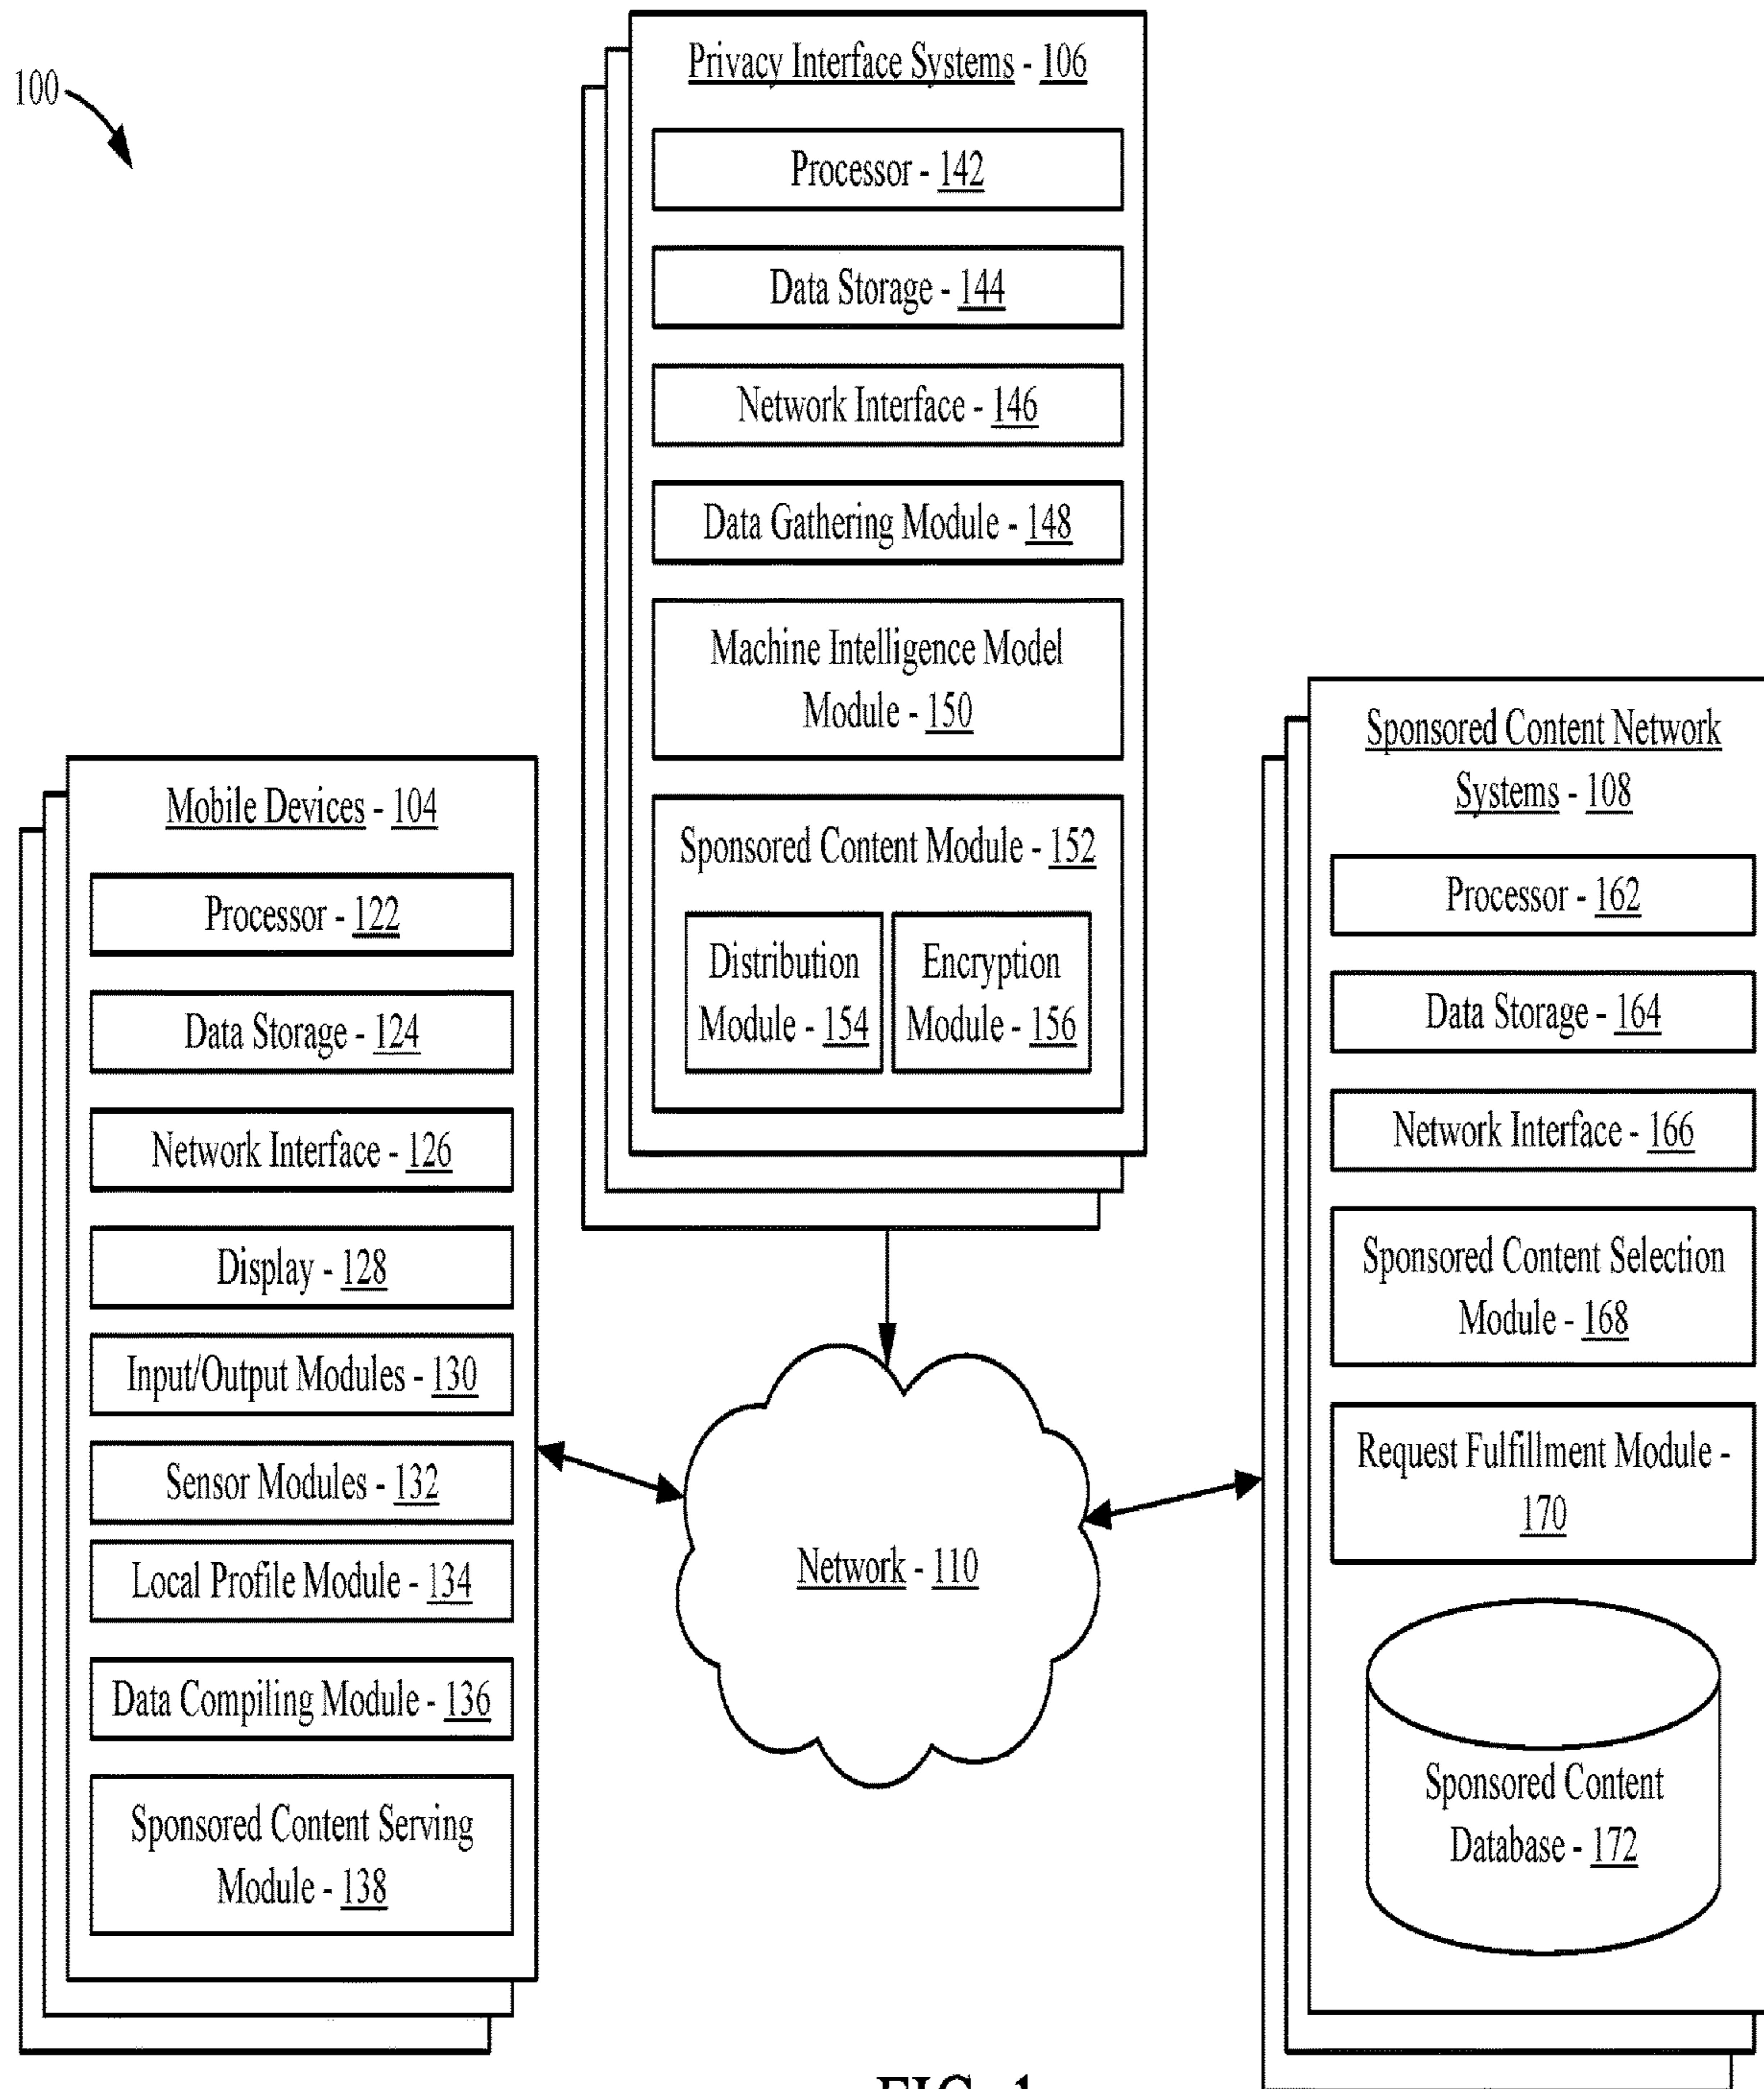 100
Privacy Interface Systems - 106
Processor - 142
Data Storage - 144
Network Interface - 146
Data Gathering Module - 148
Machine Intelligence Model
Module - 150
Sponsored Content Module - 152
Distribution
Module - 154
Encryption
Module - 156
Mobile Devices - 104
Processor - 122
Data Storage - 124
Network Interface - 126
Display - 128
Input/Output Modules - 130
Sensor Modules - 132
Local Profile Module - 134
Data Compiling Module - 136
Sponsored Content Serving
Module - 138
Network - 110
Sponsored Content Network
Systems - 108
Processor - 162
Data Storage - 164
Network Interface - 166
Sponsored Content Selection
Module - 168
Request Fulfillment Module -
170
Sponsored Content
Database - 172
FIG. 1